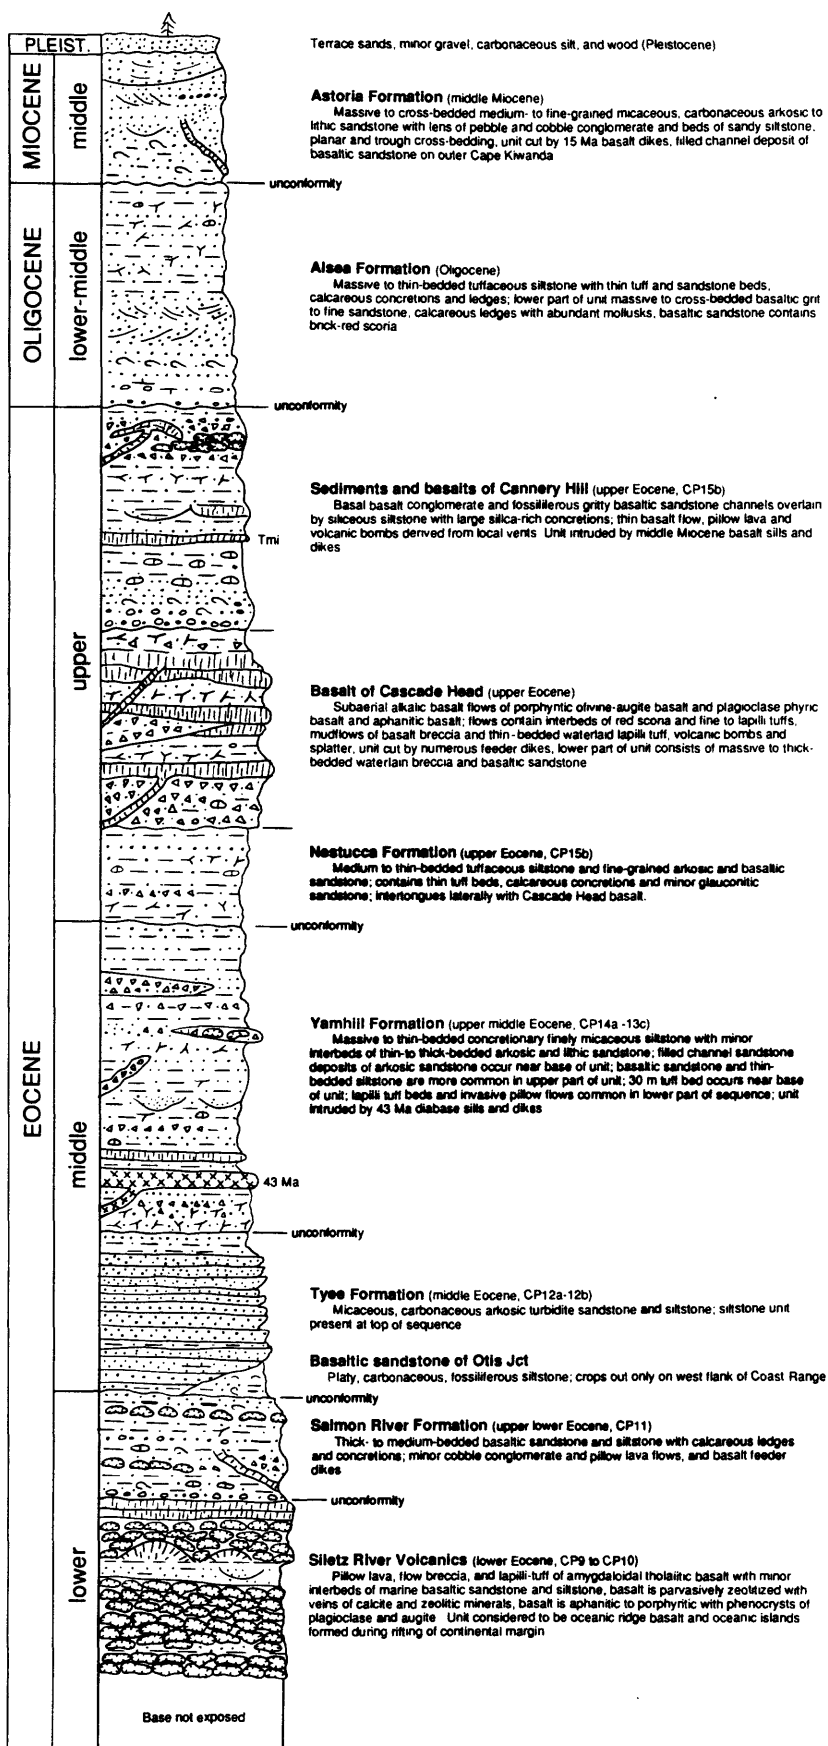 PLEIST.
Terrace sands, minor gravel, carbonaceous silt, and wood (Pleistocene)
MIOCENE
middle
Astoria Formation (middle Miocene)
Massive to cross-bedded medium- to fine-grained micaceous, carbonaceous arkosic to
lithic sandstone with lens of pebble and cobble conglomerate and beds of sandy siltstone,
planar and trough cross-bedding, unit cut by 15 Ma basalt dikes, filled channel deposit of
basaltic sandstone on outer Cape Kiwanda
unconformity
OLIGOCENE
lower-middle
Alsea Formation (Oligocene)
Massive to thin-bedded tuffaceous siltstone with thin tuff and sandstone beds,
calcareous concretions and ledges; lower part of unit massive to cross-bedded basaltic grit
to fine sandstone, calcareous ledges with abundant mollusks, basaltic sandstone contains
brick-red scoria
unconformity
EOCENE
upper
Sediments and basalts of Cannery Hill (upper Eocene, CP15b)
Basal basalt conglomerate and fossiliferous gritty basaltic sandstone channels overlain
by siliceous siltstone with large silica-rich concretions; thin basalt flow, pillow lava and
volcanic bombs derived from local vents Unit intruded by middle Miocene basalt sills and
dikes
Tmi
Basalt of Cascade Head (upper Eocene)
Subaerial alkalic basalt flows of porphyritic olivine-augite basalt and plagioclase phyric
basalt and aphanitic basalt; flows contain interbeds of red scoria and fine to lapilli tuffs,
mudflows of basalt breccia and thin-bedded waterlaid lapilli tuff, volcanic bombs and
splatter, unit cut by numerous feeder dikes, lower part of unit consists of massive to thick-
bedded waterlain breccia and basaltic sandstone
Nestucca Formation (upper Eocene, CP15b)
Medium to thin-bedded tuffaceous siltstone and fine-grained arkosic and basaltic
sandstone; contains thin tuff beds, calcareous concretions and minor glauconitic
sandstone; intertongues laterally with Cascade Head basalt.
unconformity
middle
Yamhill Formation (upper middle Eocene, CP14a -13c)
Massive to thin-bedded concretionary finely micaceous siltstone with minor
interbeds of thin-to thick-bedded arkosic and lithic sandstone; filled channel sandstone
deposits of arkosic sandstone occur near base of unit; basaltic sandstone and thin-
bedded siltstone are more common in upper part of unit; 30 m tuff bed occurs near base
of unit; lapilli tuff beds and invasive pillow flows common in lower part of sequence; unit
intruded by 43 Ma diabase sills and dikes
43 Ma
unconformity
Tyee Formation (middle Eocene, CP12a-12b)
Micaceous, carbonaceous arkosic turbidite sandstone and siltstone; siltstone unit
present at top of sequence
Basaltic sandstone of Otis Jct
Platy, carbonaceous, fossiliferous siltstone; crops out only on west flank of Coast Range
unconformity
lower
Salmon River Formation (upper lower Eocene, CP11)
Thick- to medium-bedded basaltic sandstone and siltstone with calcareous ledges
and concretions; minor cobble conglomerate and pillow lava flows, and basalt feeder
dikes
unconformity
Siletz River Volcanics (lower Eocene, CP9 to CP10)
Pillow lava, flow breccia, and lapilli-tuff of amygdaloidal tholaiitic basalt with minor
interbeds of marine basaltic sandstone and siltstone, basalt is parvasively zeolitized with
veins of calcite and zeolitic minerals, basalt is aphanitic to porphyritic with phenocrysts of
plagioclase and augite Unit considered to be oceanic ridge basalt and oceanic islands
formed during rifting of continental margin
Base not exposed